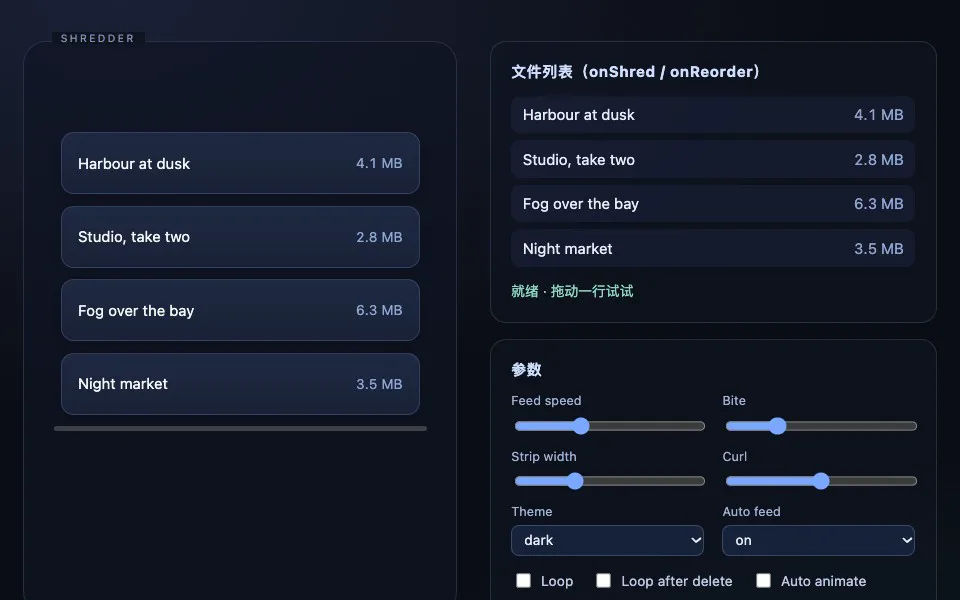 SHREDDER
Harbour at dusk 4.1 MB
Studio, take two 2.8 MB
Fog over the bay 6.3 MB
Night market 3.5 MB
文件列表（onShred / onReorder）
Harbour at dusk 4.1 MB
Studio, take two 2.8 MB
Fog over the bay 6.3 MB
Night market 3.5 MB
就绪 · 拖动一行试试
参数
Feed speed Bite
Strip width Curl
Theme Auto feed
dark on
Loop Loop after delete Auto animate